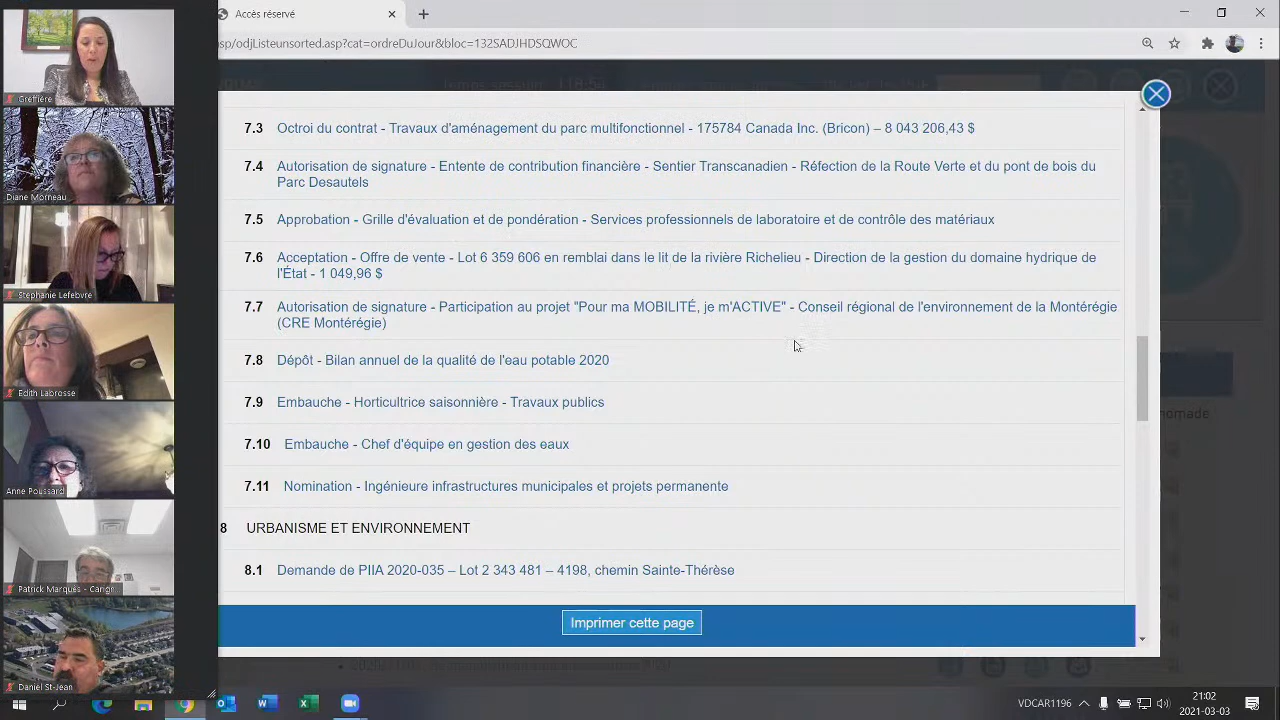 Accès réservé
sp/odjListeunsorted.asp?cat=ordreDuJour&bloc=132EADJHDSQWOC
7.3 Octroi du contrat - Travaux d'aménagement du parc multifonctionnel - 175784 Canada Inc. (Bricon) – 8 043 206,43 $
7.4 Autorisation de signature - Entente de contribution financière - Sentier Transcanadien - Réfection de la Route Verte et du pont de bois du
Parc Desautels
7.5 Approbation - Grille d'évaluation et de pondération - Services professionnels de laboratoire et de contrôle des matériaux
7.6 Acceptation - Offre de vente - Lot 6 359 606 en remblai dans le lit de la rivière Richelieu - Direction de la gestion du domaine hydrique de
l'État - 1 049,96 $
7.7 Autorisation de signature - Participation au projet "Pour ma MOBILITÉ, je m'ACTIVE" - Conseil régional de l'environnement de la Montérégie
(CRE Montérégie)
7.8 Dépôt - Bilan annuel de la qualité de l'eau potable 2020
7.9 Embauche - Horticultrice saisonnière - Travaux publics
7.10 Embauche - Chef d'équipe en gestion des eaux
7.11 Nomination - Ingénieure infrastructures municipales et projets permanente
8 URBANISME ET ENVIRONNEMENT
8.1 Demande de PIIA 2020-035 – Lot 2 343 481 – 4198, chemin Sainte-Thérèse
Imprimer cette page
nomade
Greffière
Diane Morneau
Stéphanie Lefebvre
Edith Labrosse
Anne Poussard
Patrick Marquès - Carign...
Daniel St-Jean
VDCAR1196
21:02
2021-03-03